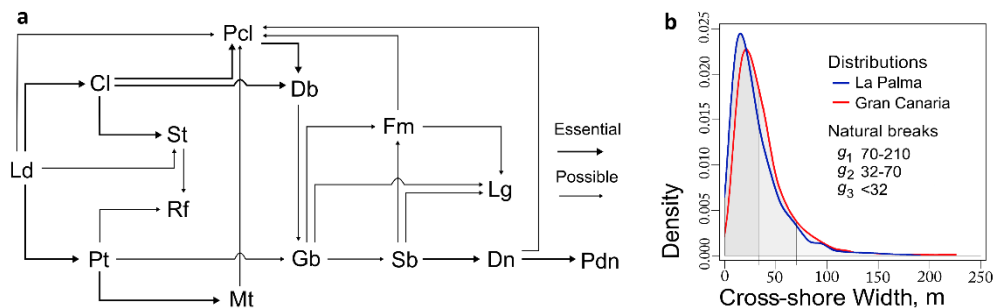 a
Pcl
Cl
Db
St
Fm
Essential
Ld
Possible
Lg
Rf
Pt
Gb
Sb
Dn
Pdn
Mt
b
Density
0.000
0.005
0.010
0.015
0.020
0.025
Distributions
La Palma
Gran Canaria
Natural breaks
g1 70-210
g2 32-70
g3 <32
0 50 100 150 200 250
Cross-shore Width, m